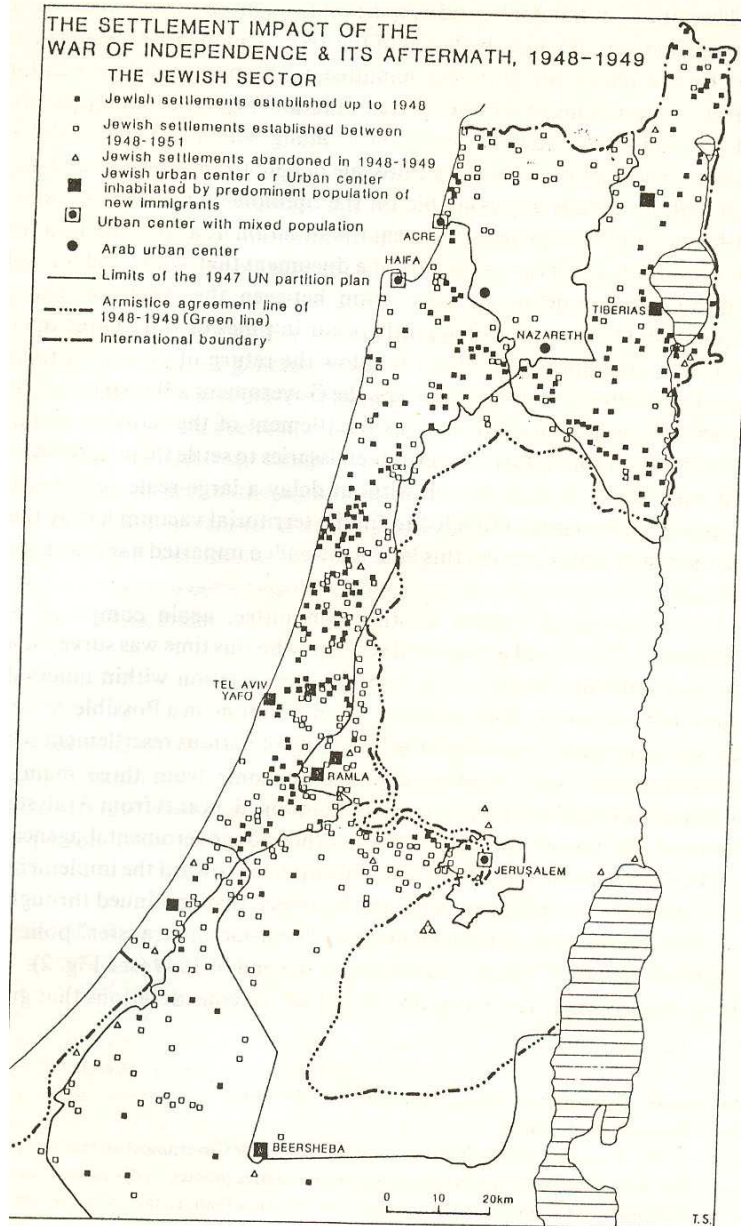 THE SETTLEMENT IMPACT OF THE
WAR OF INDEPENDENCE & ITS AFTERMATH, 1948-1949
THE JEWISH SECTOR
Jewish settlements established up to 1948
Jewish settlements established between
1948-1951
Jewish settlements abandoned in 1948-1949
Jewish urban center o r Urban center
inhabilated by predominent population of
new immigrants
Urban center with mixed population
Arab urban center
Limits of the 1947 UN partition plan
Armistice agreement line of
1948-1949 (Green line)
International boundary
ACRE
HAIFA
TIBERIAS
NAZARETH
TEL AVIV
YAFO
RAMLA
JERUSALEM
BEERSHEBA
0 10 20km
T.S.